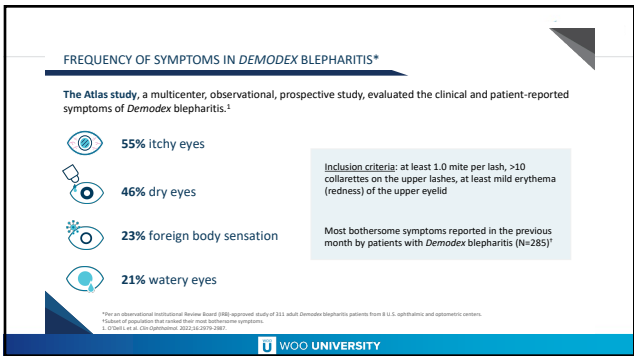 FREQUENCY OF SYMPTOMS IN DEMODEX BLEPHARITIS*
The Atlas study, a multicenter, observational, prospective study, evaluated the clinical and patient-reported
symptoms of Demodex blepharitis.¹
55% itchy eyes
46% dry eyes
23% foreign body sensation
21% watery eyes
Inclusion criteria: at least 1.0 mite per lash, >10
collarettes on the upper lashes, at least mild erythema
(redness) of the upper eyelid
Most bothersome symptoms reported in the previous
month by patients with Demodex blepharitis (N=285)†
*Per an observational Institutional Review Board (IRB)-approved study of 311 adult Demodex blepharitis patients from 8 U.S. ophthalmic and optometric centers.
Subset of population that ranked their most bothersome symptoms.
1. O'Dell L et al. Clin Ophthalmol. 2022;16:2979-2987.
WOO U WOO UNIVERSITY